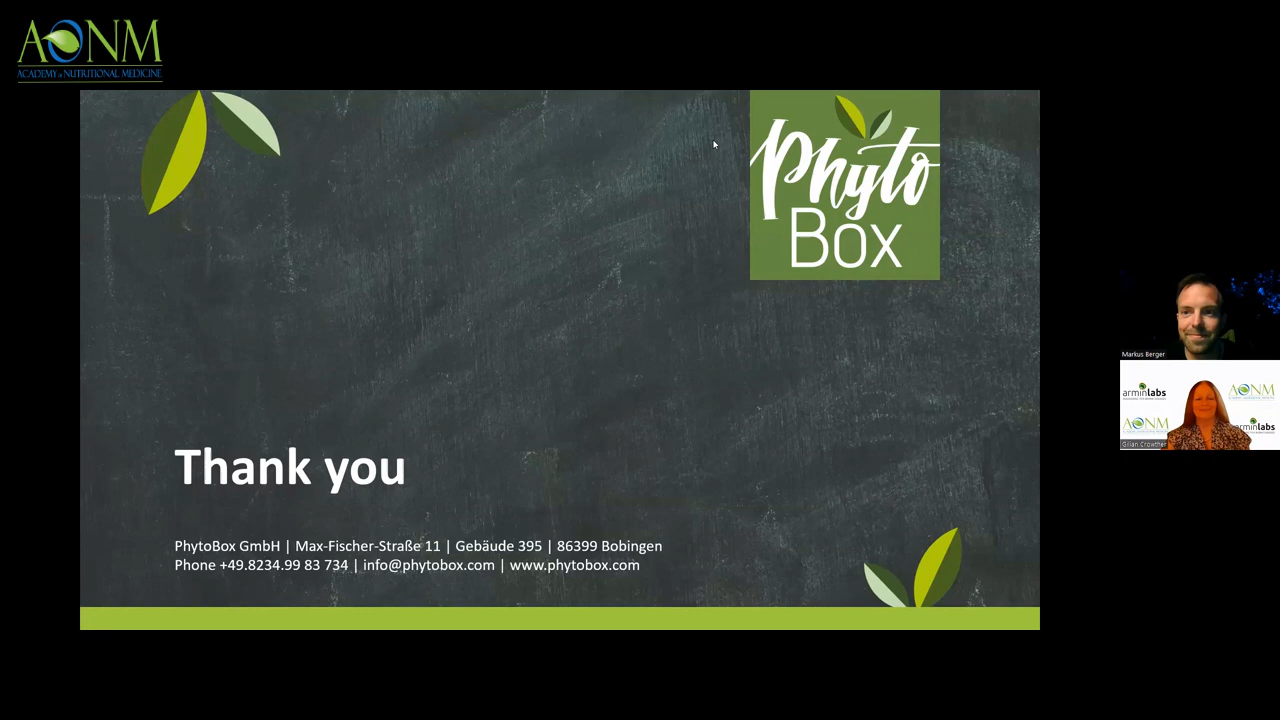 AONM
ACADEMY of NUTRITIONAL MEDICINE
Phyto
Box
Thank you
PhytoBox GmbH | Max-Fischer-Straße 11 | Gebäude 395 | 86399 Bobingen
Phone +49.8234.99 83 734 | info@phytobox.com | www.phytobox.com
Markus Berger
arminlabs
AONM
AONM
arminlabs
Gilian Crowther